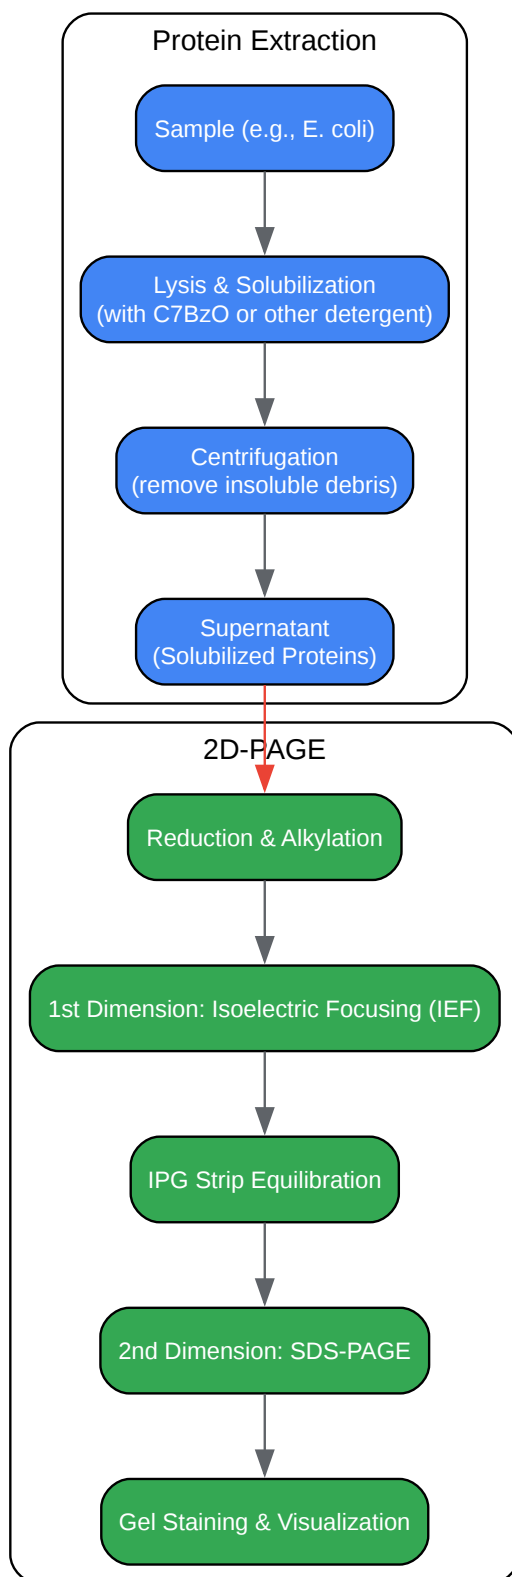 Protein Extraction
Sample (e.g., E. coli)
Lysis & Solubilization
(with C7BzO or other detergent)
Centrifugation
(remove insoluble debris)
Supernatant
(Solubilized Proteins)
2D-PAGE
Reduction & Alkylation
1st Dimension: Isoelectric Focusing (IEF)
IPG Strip Equilibration
2nd Dimension: SDS-PAGE
Gel Staining & Visualization